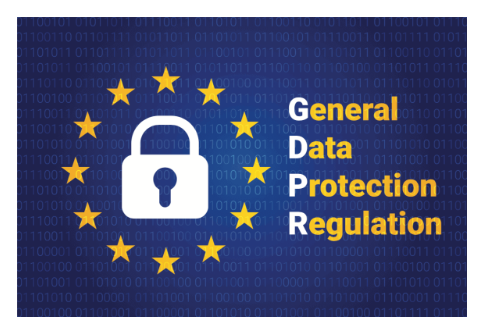 General
Data
Protection
Regulation